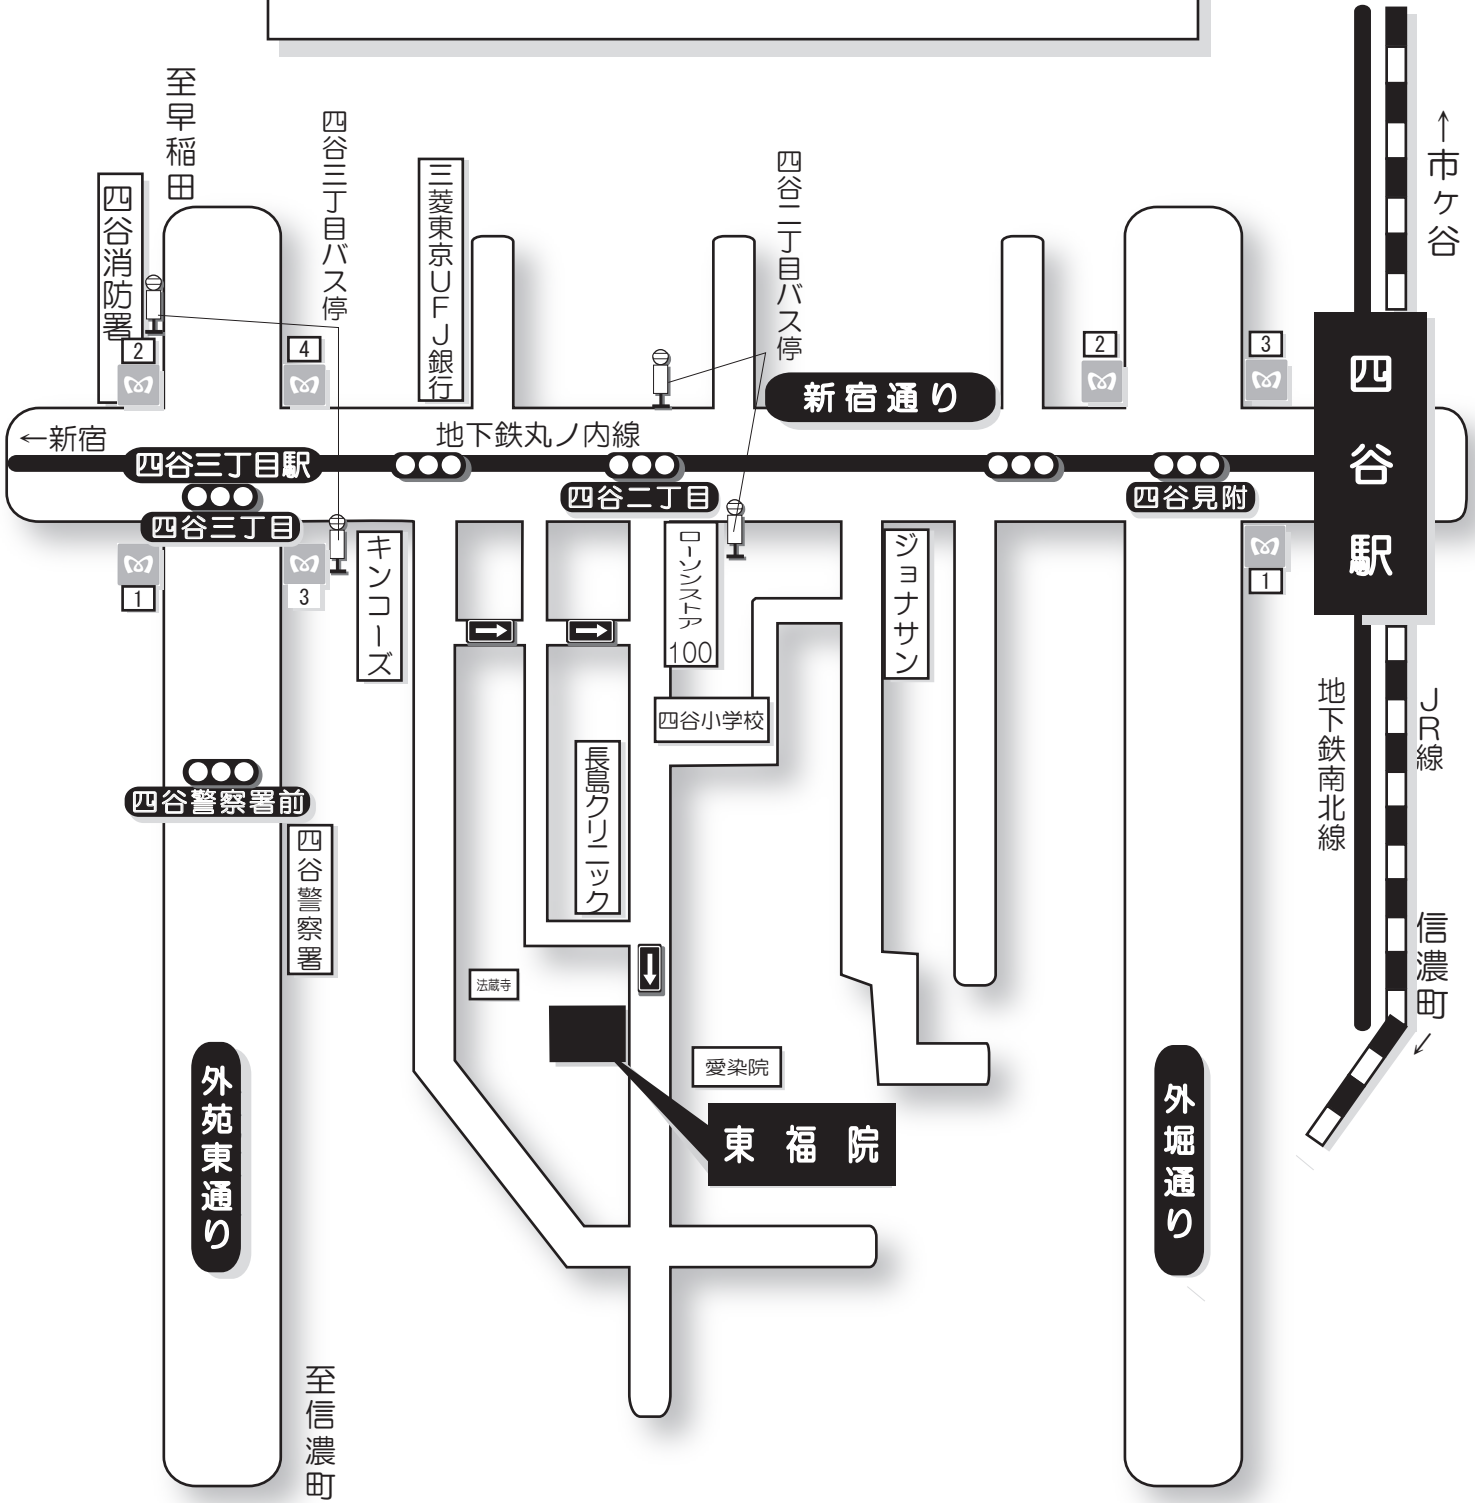 至早稲田
四谷三丁目バス停
四谷消防署
三菱東京UFJ銀行
四谷二丁目バス停
←市ケ谷
2
4
2
3
新宿通り
四谷駅
←新宿
地下鉄丸ノ内線
四谷三丁目駅
四谷三丁目
四谷二丁目
四谷見附
1
3
1
キンコーズ
ローソンストア100
ジョナサン
四谷小学校
長島クリニック
四谷警察署前
四谷警察署
地下鉄南北線
JR線
信濃町
↓
法蔵寺
愛染院
東福院
外苑東通り
外堀通り
至信濃町